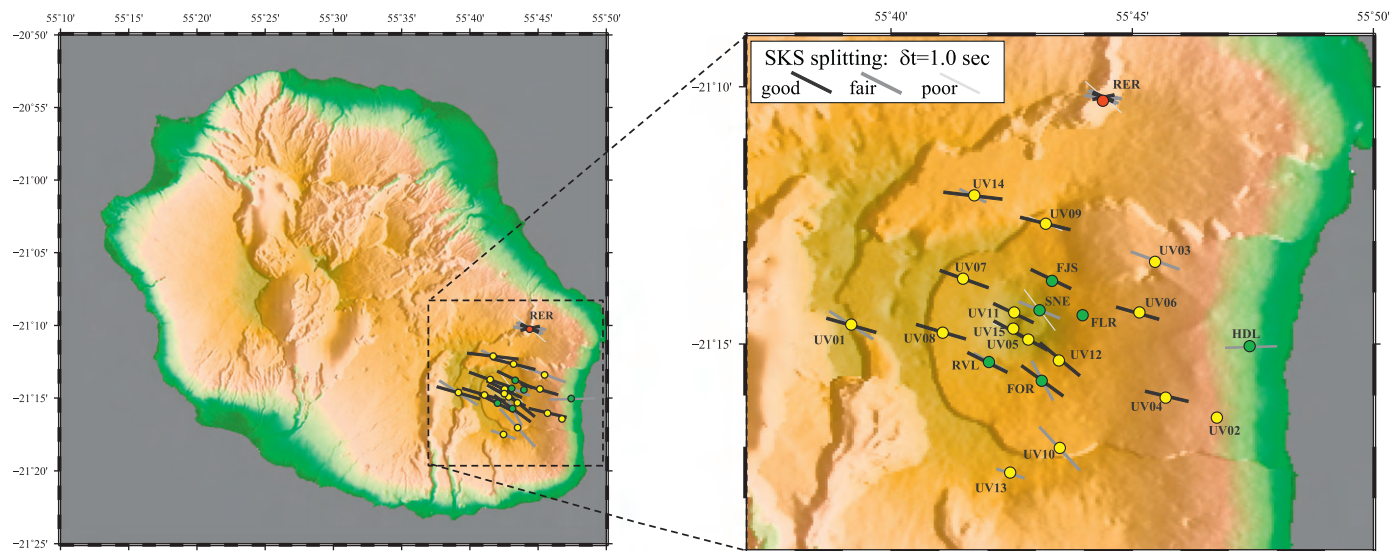 55°10' 55°15' 55°20' 55°25' 55°30' 55°35' 55°40' 55°45' 55°50'
−20°50'
−20°55'
−21°00'
−21°05'
−21°10'
−21°15'
−21°20'
−21°25'
RER
55°40' 55°45' 55°50'
−21°10'
−21°15'
SKS splitting: δt=1.0 sec
good fair poor
RER
UV14
UV09
UV03
UV07
FJS
SNE
UV06
UV11
FLR
UV15
UV01
UV08
UV05
HDL
UV12
RVL
FOR
UV04
UV02
UV10
UV13